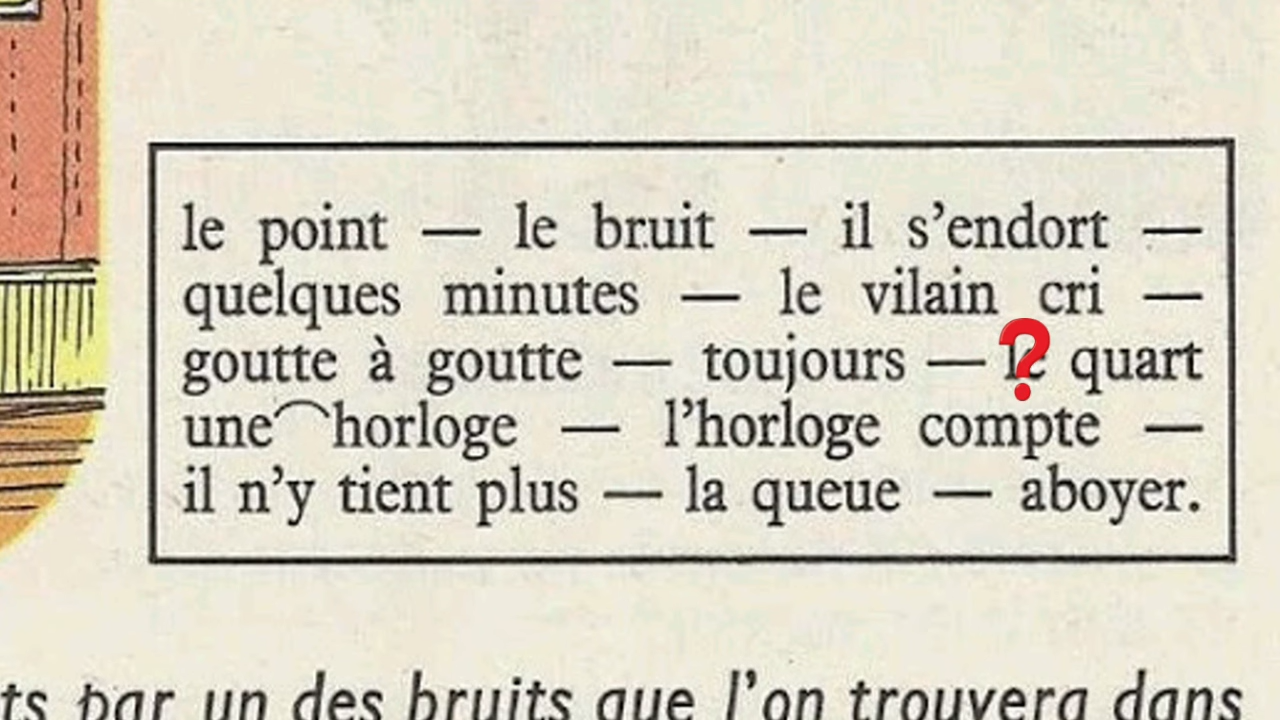 le point — le bruit — il s'endort —
quelques minutes — le vilain cri —
goutte à goutte — toujours — le quart
une‿horloge — l'horloge compte —
il n'y tient plus — la queue — aboyer.
par un des bruits que l'on trouvera dans